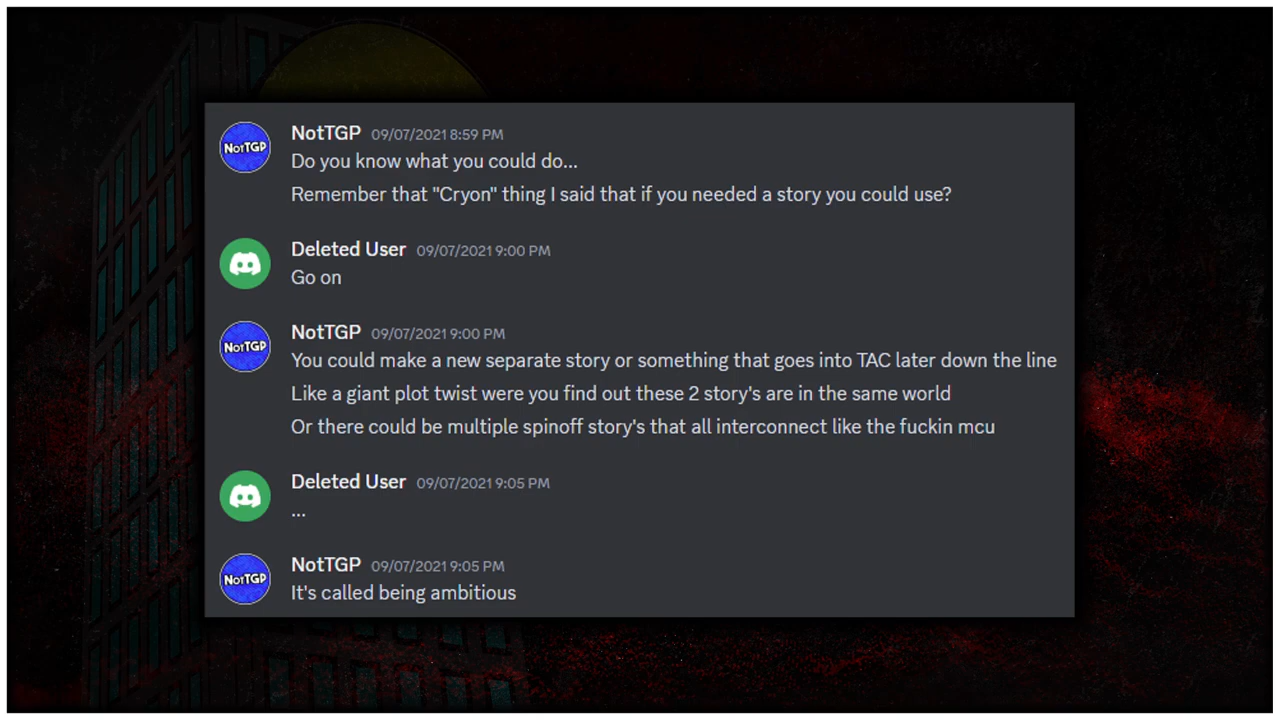 NotTGP 09/07/2021 8:59 PM
NotTGP
Do you know what you could do...
Remember that "Cryon" thing I said that if you needed a story you could use?
Deleted User 09/07/2021 9:00 PM
Go on
NotTGP 09/07/2021 9:00 PM
NotTGP
You could make a new separate story or something that goes into TAC later down the line
Like a giant plot twist were you find out these 2 story's are in the same world
Or there could be multiple spinoff story's that all interconnect like the fuckin mcu
Deleted User 09/07/2021 9:05 PM
...
NotTGP 09/07/2021 9:05 PM
NotTGP
It's called being ambitious